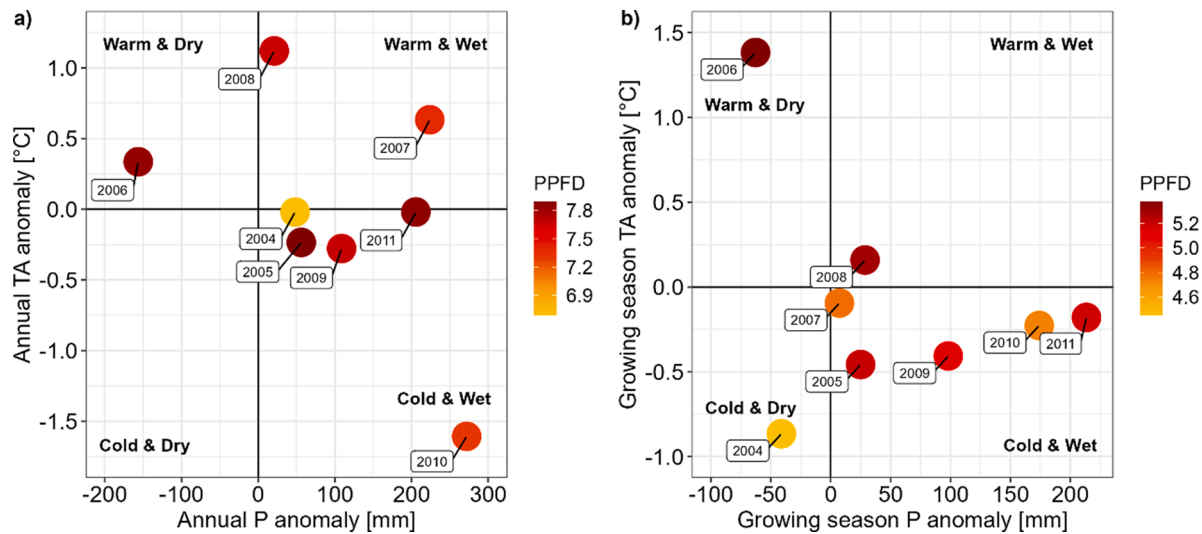 a)
Warm & Dry
Warm & Wet
2008
2007
2006
2004
2005
2009
2011
2010
Cold & Wet
Cold & Dry
1.0
0.5
0.0
-0.5
-1.0
-1.5
Annual TA anomaly [°C]
-200 -100 0 100 200 300
Annual P anomaly [mm]
PPFD
7.8
7.5
7.2
6.9
b)
Warm & Wet
2006
Warm & Dry
2008
2007
2010
2011
2005
2009
Cold & Dry
2004
Cold & Wet
1.5
1.0
0.5
0.0
-0.5
-1.0
Growing season TA anomaly [°C]
-100 -50 0 50 100 150 200
Growing season P anomaly [mm]
PPFD
5.2
5.0
4.8
4.6